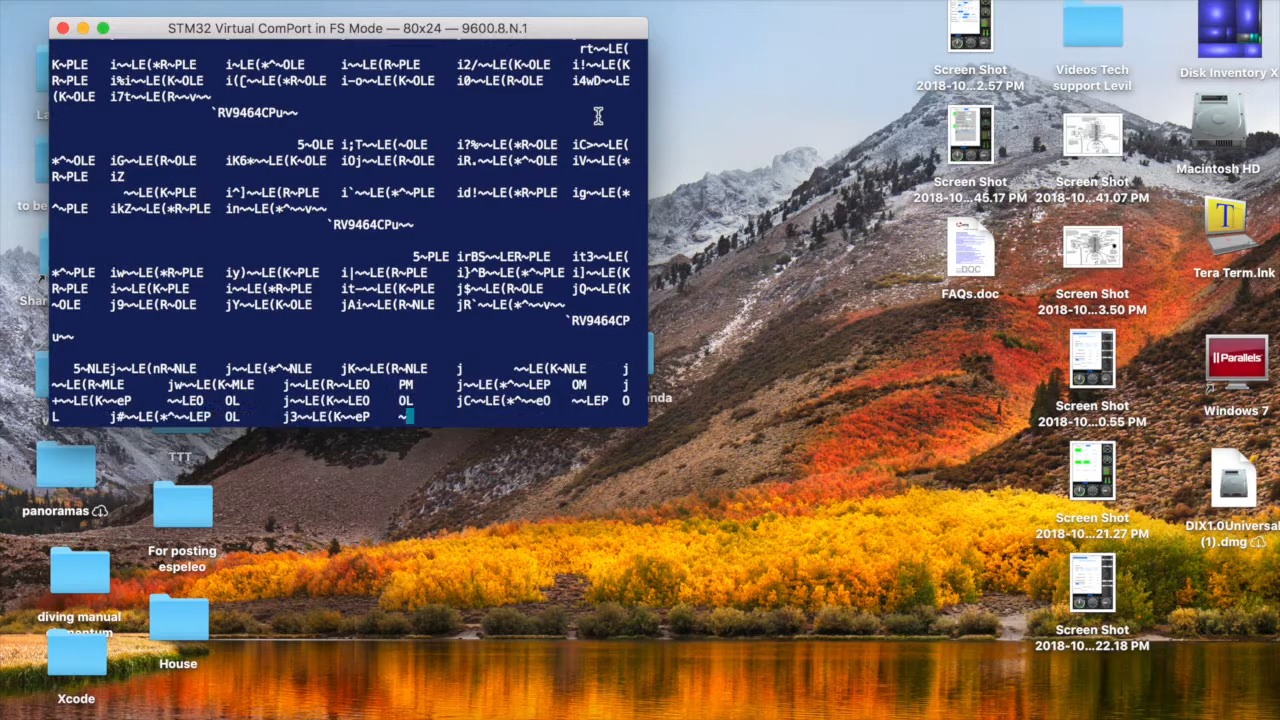 STM32 Virtual ComPort in FS Mode — 80x24 — 9600.8.N.1
rt~~LE(
K~PLE i~~LE(*R~PLE i~LE(*^~OLE i~~LE(R~PLE i2/~~LE(K~OLE i!~~LE(K
R~PLE i%i~~LE(K~OLE i([~~LE(*R~OLE i-o~~LE(K~OLE i0~~LE(R~OLE i4wD~~LE
(K~OLE i7t~~LE(R~~v~~
`RV9464CPu~~
5~OLE i;T~~LE(~OLE i?%~~LE(*R~OLE iC>~~LE(
*^~OLE iG~~LE(R~OLE iK6*~~LE(K~OLE iOj~~LE(R~OLE iR.~~LE(*^~OLE iV~~LE(*
R~PLE iZ
~~LE(K~PLE i^]~~LE(R~PLE i`~~LE(*^~PLE id!~~LE(*R~PLE ig~~LE(*
^~PLE ikZ~~LE(*R~PLE in~~LE(*^~~v~~
`RV9464CPu~~
5~PLE irBS~~LER~PLE it3~~LE(
*^~PLE iw~~LE(*R~PLE iy)~~LE(K~PLE i|~~LE(R~PLE i}^B~~LE(*^~PLE i]~~LE(K
R~PLE i~~LE(K~PLE i~~LE(*R~PLE it—~~LE(K~PLE j$~~LE(R~OLE jQ~~LE(K
~OLE j9~~LE(R~OLE jY~~LE(K~OLE jAi~~LE(R~NLE jR`~~LE(*^~~v~~
`RV9464CP
u~~
5~NLEj~~LE(nR~NLE j~~LE(*^~NLE jK~~LE(R~NLE j ~~LE(K~NLE j
~~LE(R~MLE jw~~LE(K~MLE j~~LE(R~~LEO PM j~~LE(*^~~LEP OM j
+~~LE(K~~eP ~~LEO OL j~~LE(K~~eP OL jC~~LE(*^~~eO ~~LEP O
L j#~~LE(*^~~LEP OL j3~~LE(K~~eP ~
Screen Shot
2018-10...2.57 PM
Videos Tech
support Levil
Disk Inventory X
Screen Shot
2018-10...45.17 PM
Screen Shot
2018-10...41.07 PM
Macintosh HD
DOC
FAQs.doc
Screen Shot
2018-10...3.50 PM
T
Tera Term.lnk
Screen Shot
2018-10...0.55 PM
Parallels
Windows 7
Screen Shot
2018-10...21.27 PM
DIX1.0Universal
(1).dmg
Screen Shot
2018-10...22.18 PM
La
to be
Shar
nda
TTT
panoramas
For posting
espeleo
diving manual
House
Xcode